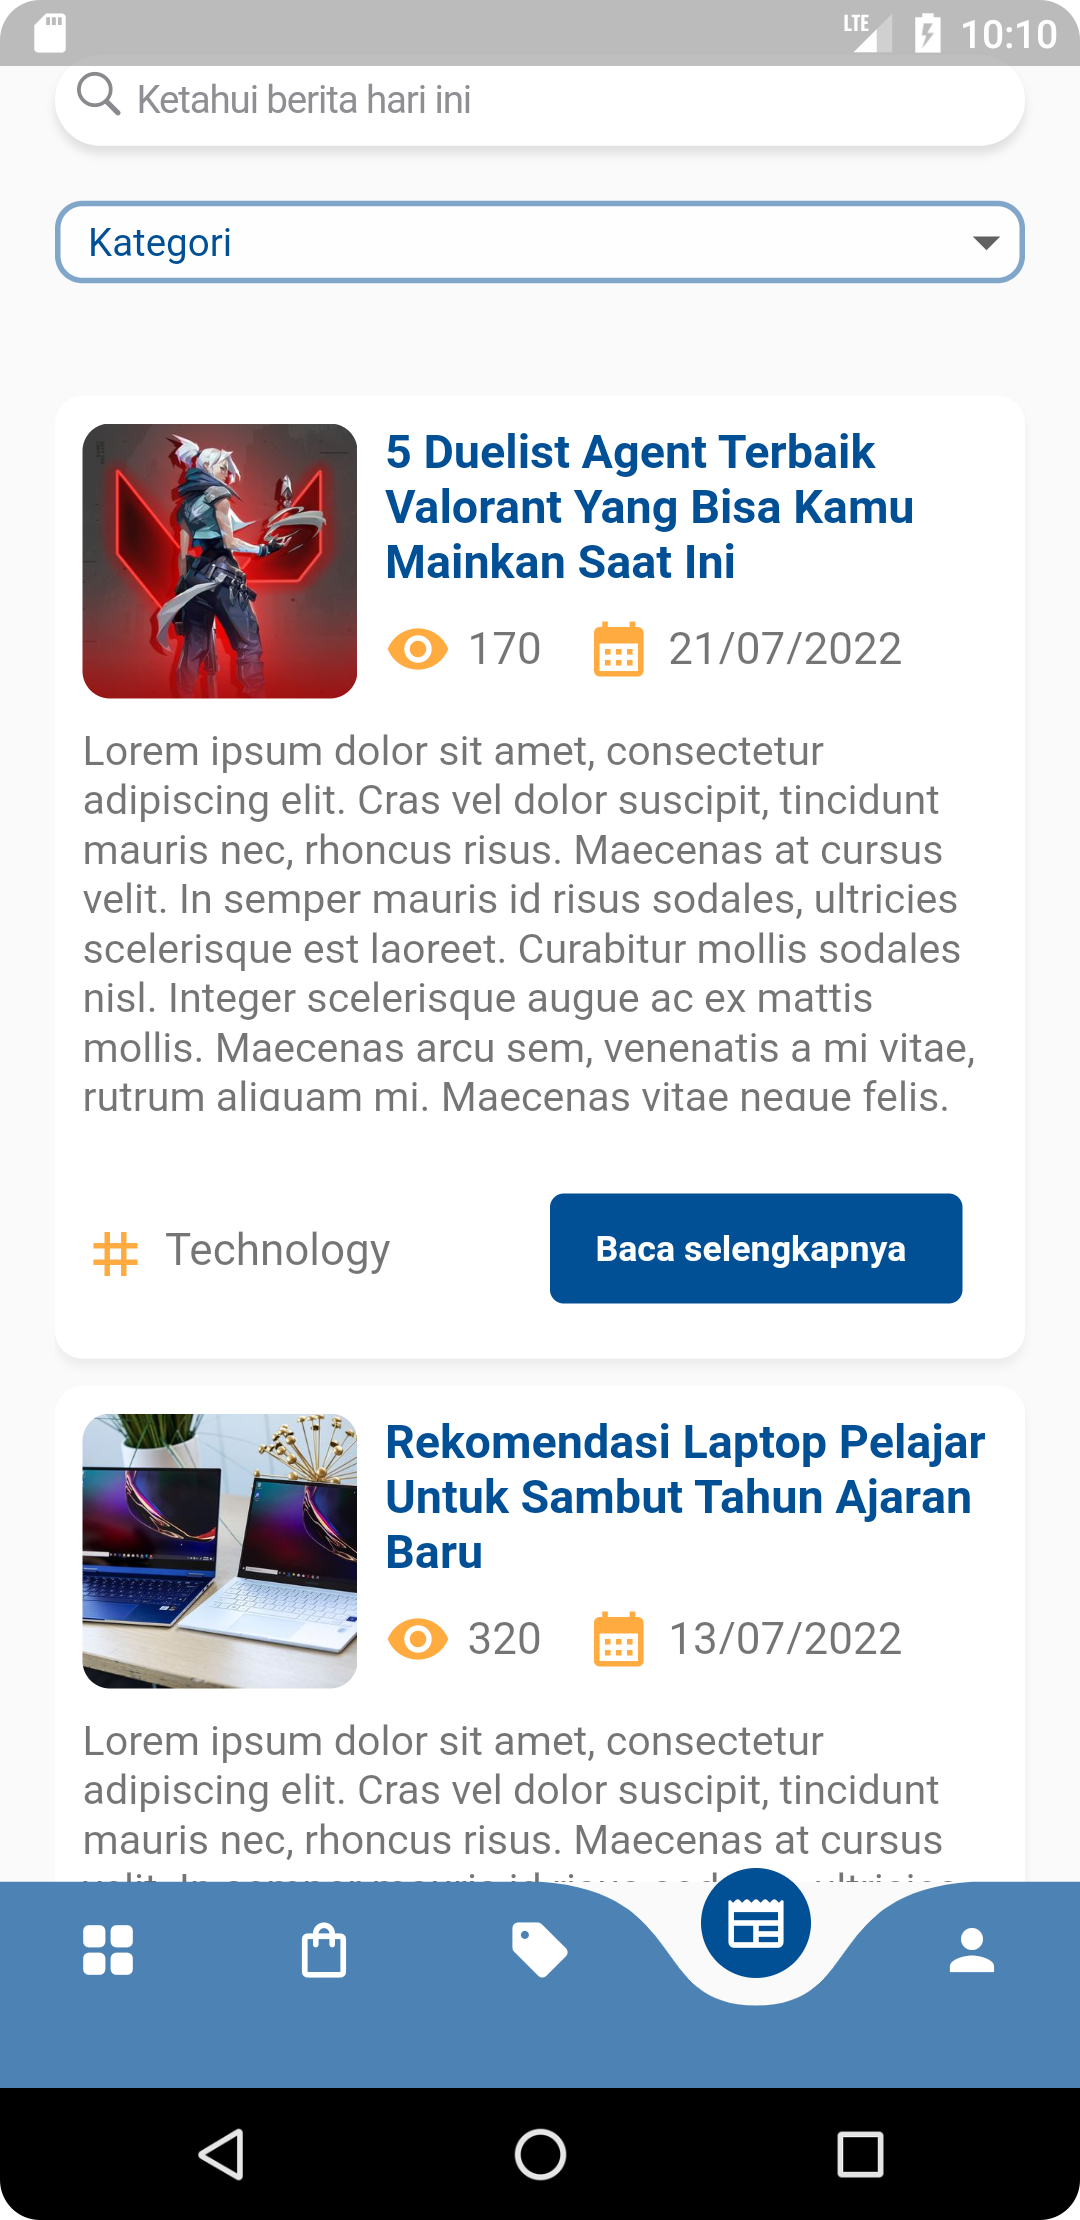 LTE 10:10
Ketahui berita hari ini
Kategori
5 Duelist Agent Terbaik
Valorant Yang Bisa Kamu
Mainkan Saat Ini
170 21/07/2022
Lorem ipsum dolor sit amet, consectetur
adipiscing elit. Cras vel dolor suscipit, tincidunt
mauris nec, rhoncus risus. Maecenas at cursus
velit. In semper mauris id risus sodales, ultricies
scelerisque est laoreet. Curabitur mollis sodales
nisl. Integer scelerisque augue ac ex mattis
mollis. Maecenas arcu sem, venenatis a mi vitae,
rutrum aliquam mi. Maecenas vitae neque felis.
# Technology
Baca selengkapnya
Rekomendasi Laptop Pelajar
Untuk Sambut Tahun Ajaran
Baru
320 13/07/2022
Lorem ipsum dolor sit amet, consectetur
adipiscing elit. Cras vel dolor suscipit, tincidunt
mauris nec, rhoncus risus. Maecenas at cursus